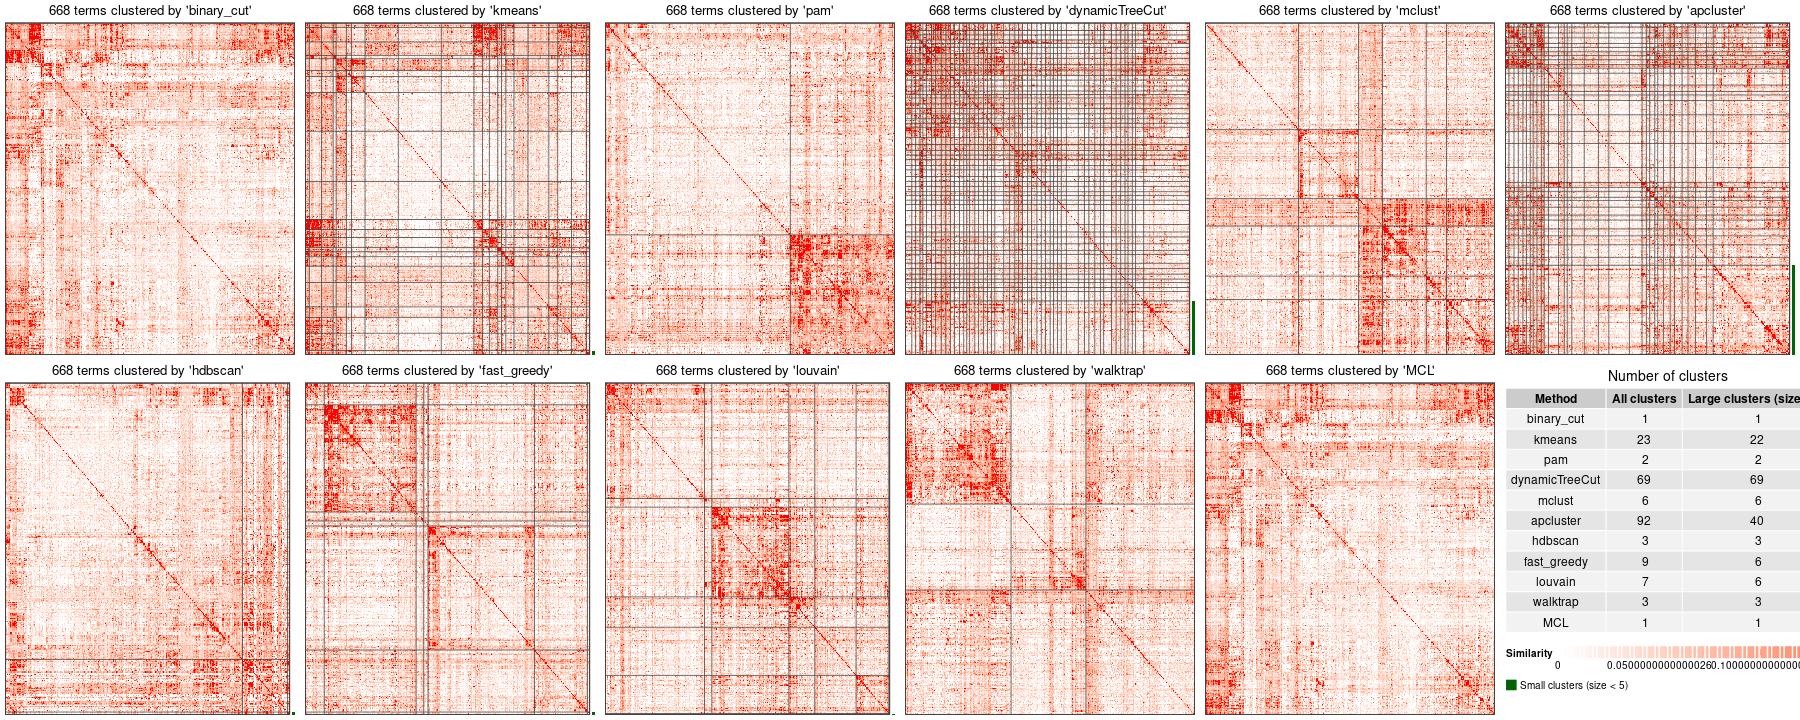 668 terms clustered by 'binary_cut'
668 terms clustered by 'kmeans'
668 terms clustered by 'pam'
668 terms clustered by 'dynamicTreeCut'
668 terms clustered by 'mclust'
668 terms clustered by 'apcluster'
668 terms clustered by 'hdbscan'
668 terms clustered by 'fast_greedy'
668 terms clustered by 'louvain'
668 terms clustered by 'walktrap'
668 terms clustered by 'MCL'
Number of clusters
Method All clusters Large clusters (size
binary_cut 1 1
kmeans 23 22
pam 2 2
dynamicTreeCut 69 69
mclust 6 6
apcluster 92 40
hdbscan 3 3
fast_greedy 9 6
louvain 7 6
walktrap 3 3
MCL 1 1
Similarity
0
Small clusters (size < 5)